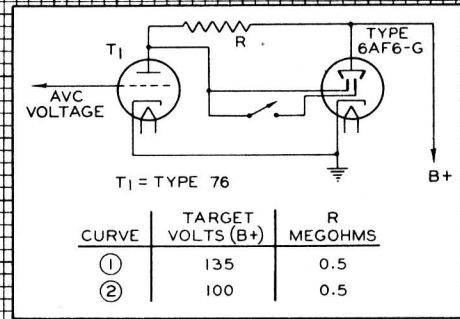 TYPE
6AF6-G
T1
R
AVC
VOLTAGE
B+
T1 = TYPE 76
CURVE TARGET VOLTS (B+) R MEGOHMS
① 135 0.5
② 100 0.5